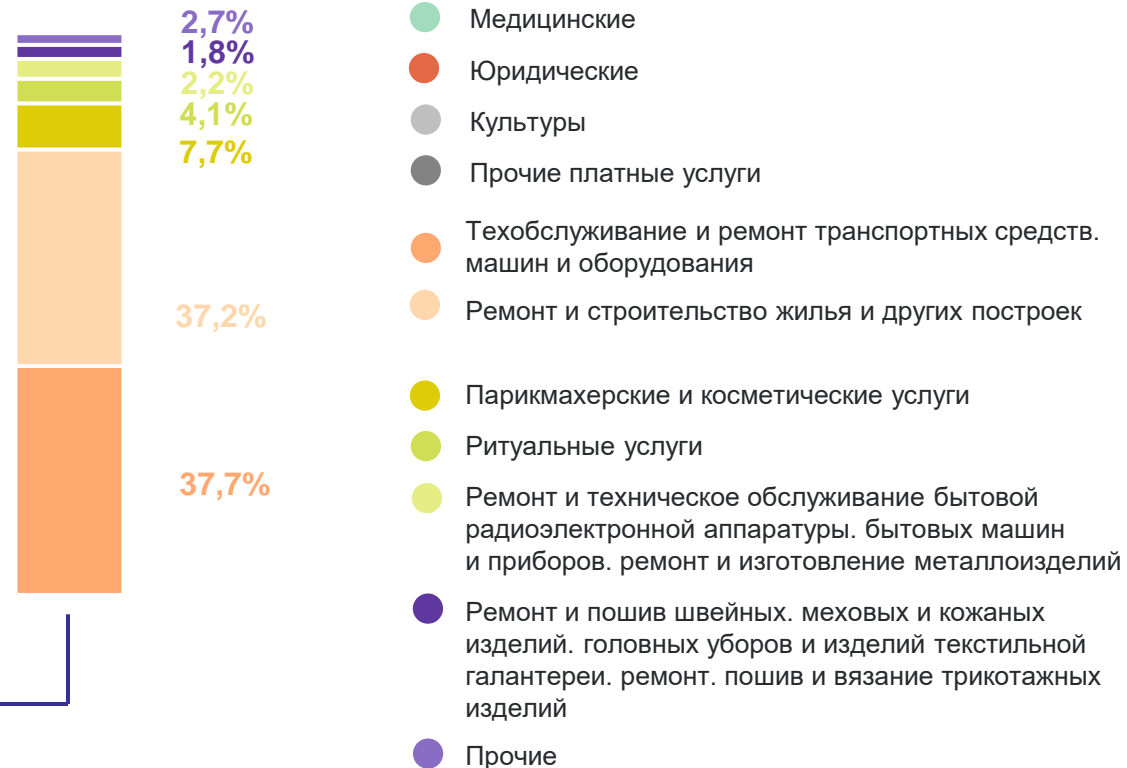 2,7%
1,8%
2,2%
4,1%
7,7%
37,2%
37,7%
Медицинские
Юридические
Культуры
Прочие платные услуги
Техобслуживание и ремонт транспортных средств.
машин и оборудования
Ремонт и строительство жилья и других построек
Парикмахерские и косметические услуги
Ритуальные услуги
Ремонт и техническое обслуживание бытовой
радиоэлектронной аппаратуры. бытовых машин
и приборов. ремонт и изготовление металлоизделий
Ремонт и пошив швейных. меховых и кожаных
изделий. головных уборов и изделий текстильной
галантереи. ремонт. пошив и вязание трикотажных
изделий
Прочие